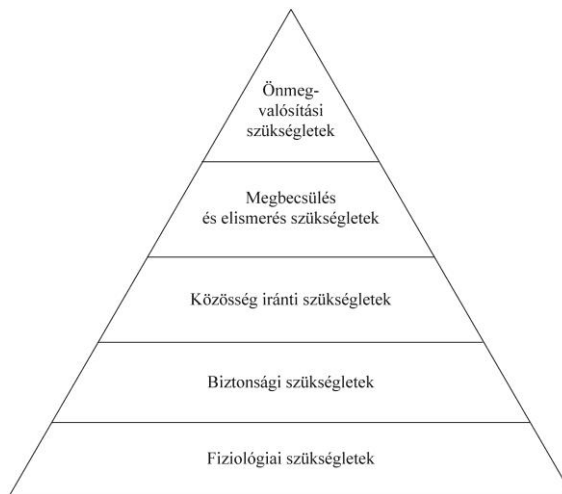 Önmeg-
valósítási
szükségletek
Megbecsülés
és elismerés szükségletek
Közösség iránti szükségletek
Biztonsági szükségletek
Fiziológiai szükségletek